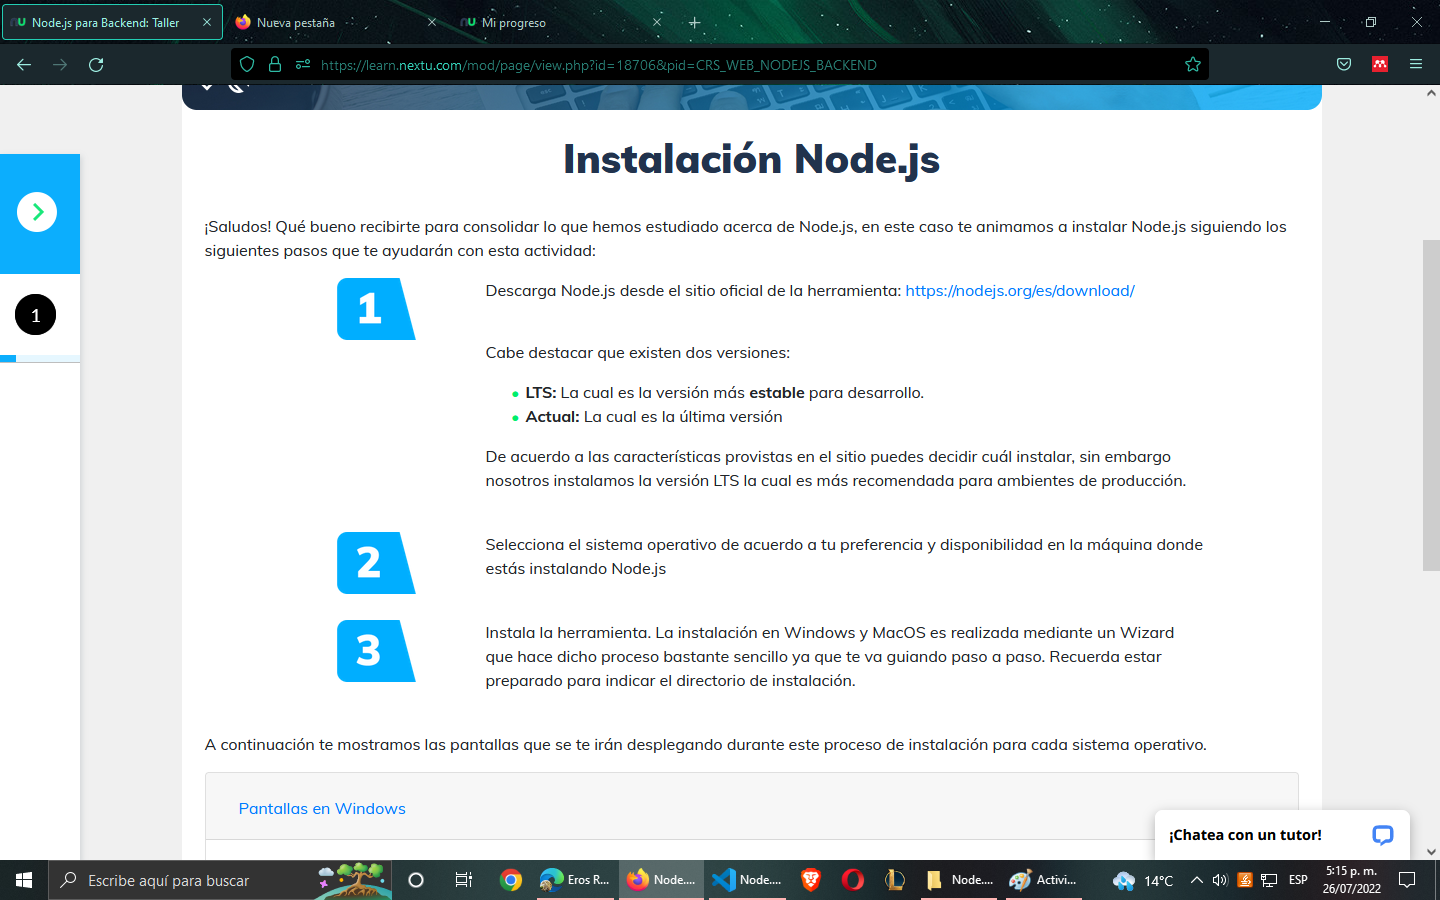 Node.js para Backend: Taller
Nueva pestaña
Mi progreso
https://learn.nextu.com/mod/page/view.php?id=18706&pid=CRS_WEB_NODEJS_BACKEND
Instalación Node.js
¡Saludos! Qué bueno recibirte para consolidar lo que hemos estudiado acerca de Node.js, en este caso te animamos a instalar Node.js siguiendo los
siguientes pasos que te ayudarán con esta actividad:
1
1
Descarga Node.js desde el sitio oficial de la herramienta: https://nodejs.org/es/download/
Cabe destacar que existen dos versiones:
LTS: La cual es la versión más estable para desarrollo.
Actual: La cual es la última versión
De acuerdo a las características provistas en el sitio puedes decidir cuál instalar, sin embargo
nosotros instalamos la versión LTS la cual es más recomendada para ambientes de producción.
2
Selecciona el sistema operativo de acuerdo a tu preferencia y disponibilidad en la máquina donde
estás instalando Node.js
3
Instala la herramienta. La instalación en Windows y MacOS es realizada mediante un Wizard
que hace dicho proceso bastante sencillo ya que te va guiando paso a paso. Recuerda estar
preparado para indicar el directorio de instalación.
A continuación te mostramos las pantallas que se te irán desplegando durante este proceso de instalación para cada sistema operativo.
Pantallas en Windows
¡Chatea con un tutor!
Escribe aquí para buscar
Eros R...
Node....
Node....
Node....
Activi...
14°C
ESP
5:15 p. m.
26/07/2022